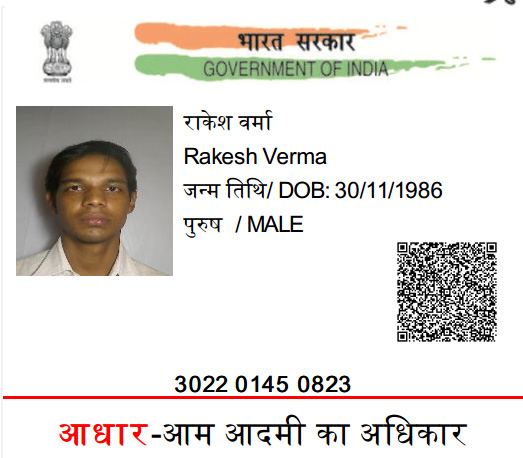 भारत सरकार
GOVERNMENT OF INDIA
राकेश वर्मा
Rakesh Verma
जन्म तिथि/ DOB: 30/11/1986
पुरुष / MALE
3022 0145 0823
आधार-आम आदमी का अधिकार